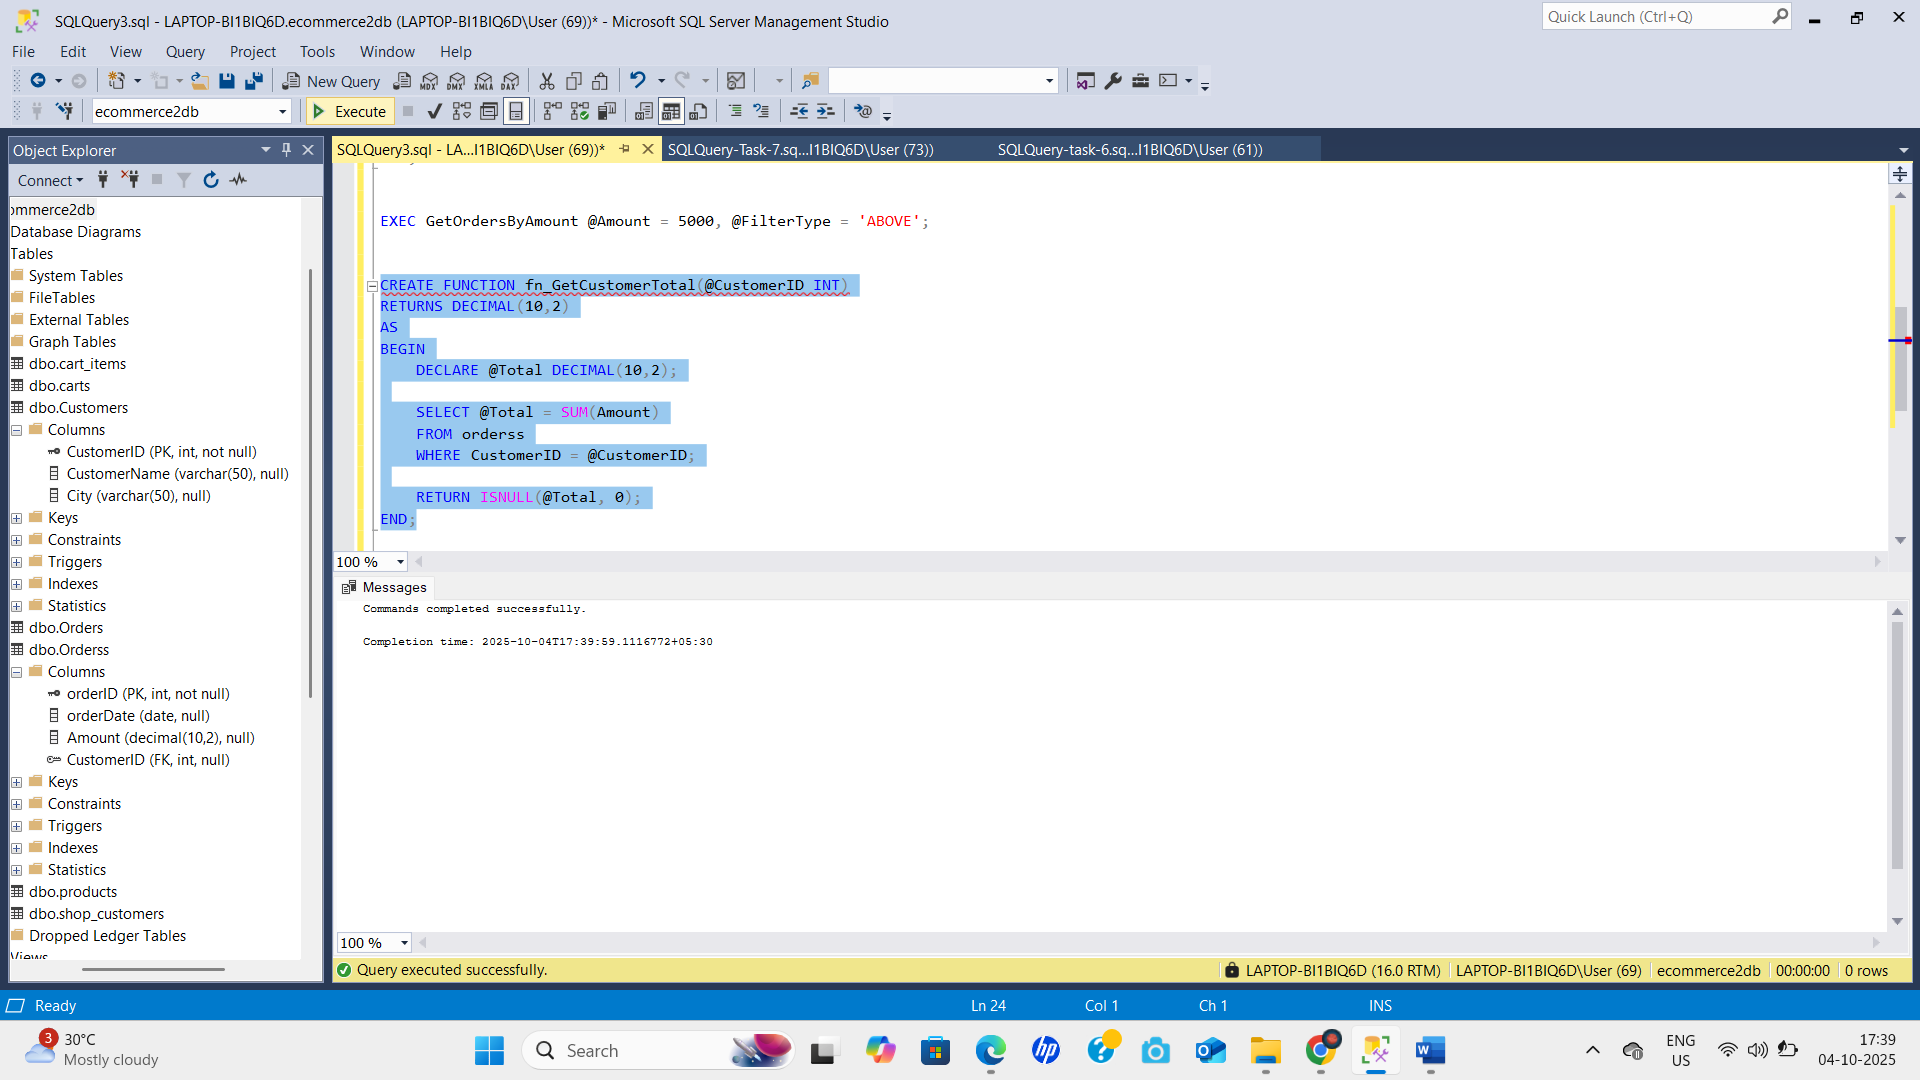 SQLQuery3.sql - LAPTOP-BI1BIQ6D.ecommerce2db (LAPTOP-BI1BIQ6D\User (69))* - Microsoft SQL Server Management Studio
Quick Launch (Ctrl+Q)
File Edit View Query Project Tools Window Help
New Query
MDX DMX XMLA DAX
ecommerce2db
Execute
Object Explorer
Connect
ommerce2db
Database Diagrams
Tables
System Tables
FileTables
External Tables
Graph Tables
dbo.cart_items
dbo.carts
dbo.Customers
Columns
CustomerID (PK, int, not null)
CustomerName (varchar(50), null)
City (varchar(50), null)
Keys
Constraints
Triggers
Indexes
Statistics
dbo.Orders
dbo.Orderss
Columns
orderID (PK, int, not null)
orderDate (date, null)
Amount (decimal(10,2), null)
CustomerID (FK, int, null)
Keys
Constraints
Triggers
Indexes
Statistics
dbo.products
dbo.shop_customers
Dropped Ledger Tables
Views
SQLQuery3.sql - LA...I1BIQ6D\User (69))*
SQLQuery-Task-7.sq...I1BIQ6D\User (73))
SQLQuery-task-6.sq...I1BIQ6D\User (61))
EXEC GetOrdersByAmount @Amount = 5000, @FilterType = 'ABOVE';
CREATE FUNCTION fn_GetCustomerTotal(@CustomerID INT)
RETURNS DECIMAL(10,2)
AS
BEGIN
DECLARE @Total DECIMAL(10,2);
SELECT @Total = SUM(Amount)
FROM orderss
WHERE CustomerID = @CustomerID;
RETURN ISNULL(@Total, 0);
END;
100 %
Messages
Commands completed successfully.
Completion time: 2025-10-04T17:39:59.1116772+05:30
100 %
Query executed successfully.
LAPTOP-BI1BIQ6D (16.0 RTM)
LAPTOP-BI1BIQ6D\User (69)
ecommerce2db
00:00:00
0 rows
Ready
Ln 24
Col 1
Ch 1
INS
3
30°C
Mostly cloudy
Search
hp
W
ENG
US
17:39
04-10-2025